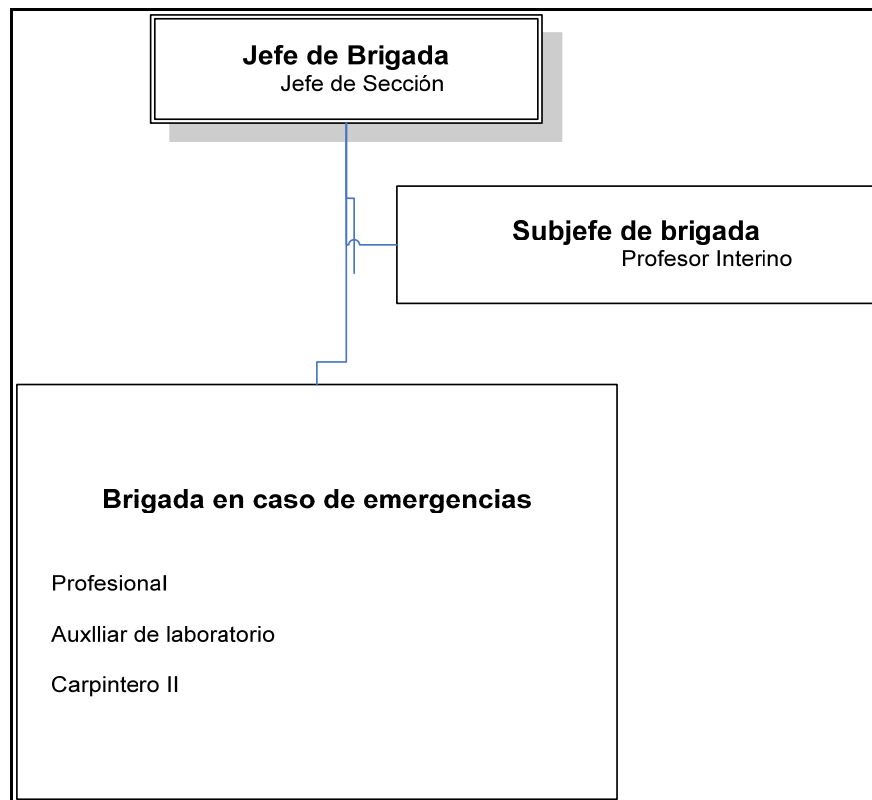 Jefe de Brigada
Jefe de Sección
Subjefe de brigada
Profesor Interino
Brigada en caso de emergencias
Profesional
Auxlliar de laboratorio
Carpintero II